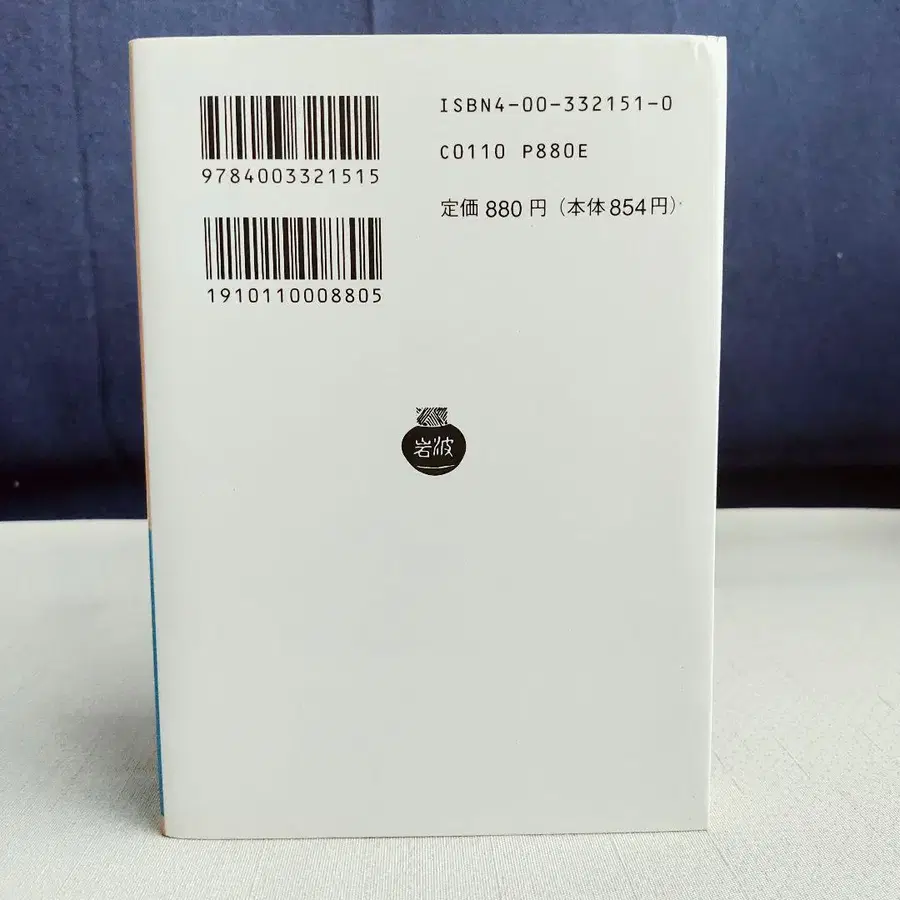 ISBN4-00-332151-0
C0110 P880E
定価 880 円 (本体 854 円)
9784003321515
1910110008805
岩波